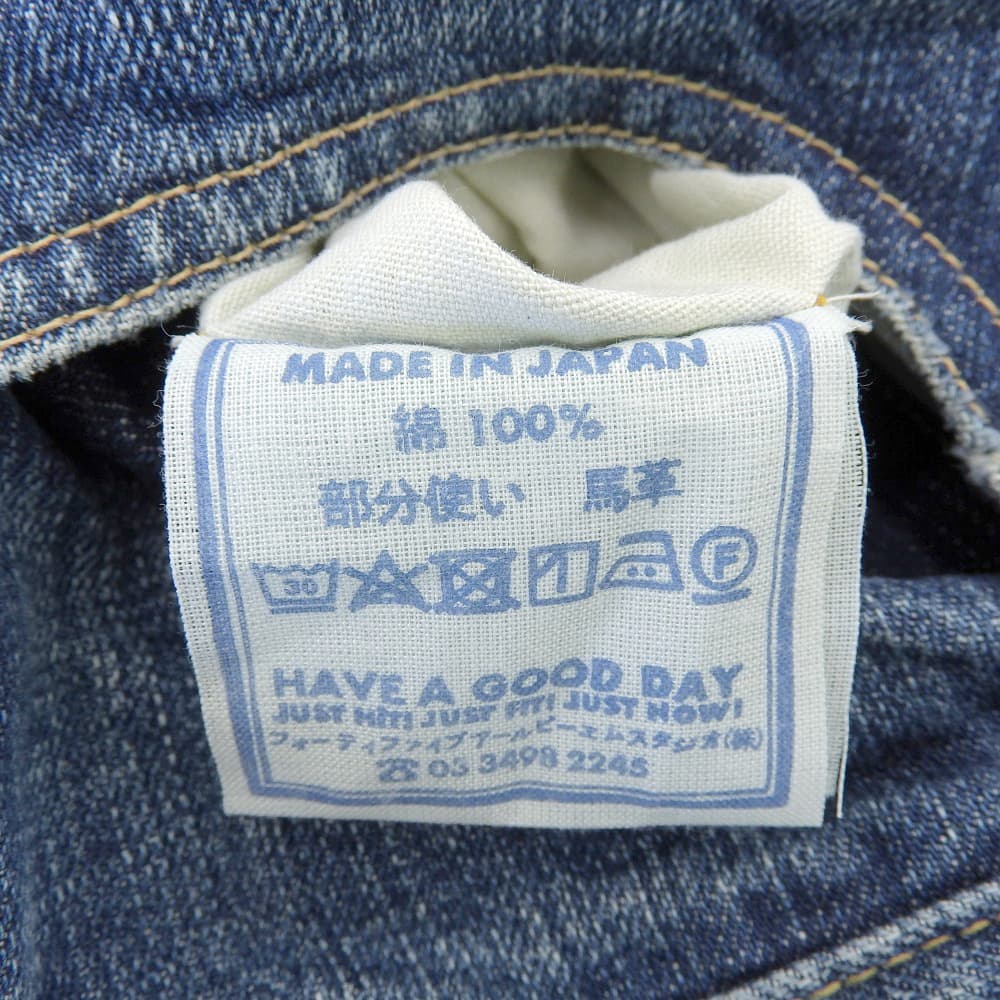 MADE IN JAPAN
綿 100%
部分使い 馬革
30 F
HAVE A GOOD DAY
JUST HIT! JUST FIT! JUST NOW!
フォーティファイブアールピーエムスタジオ(株)
☎ 03 3498 2245